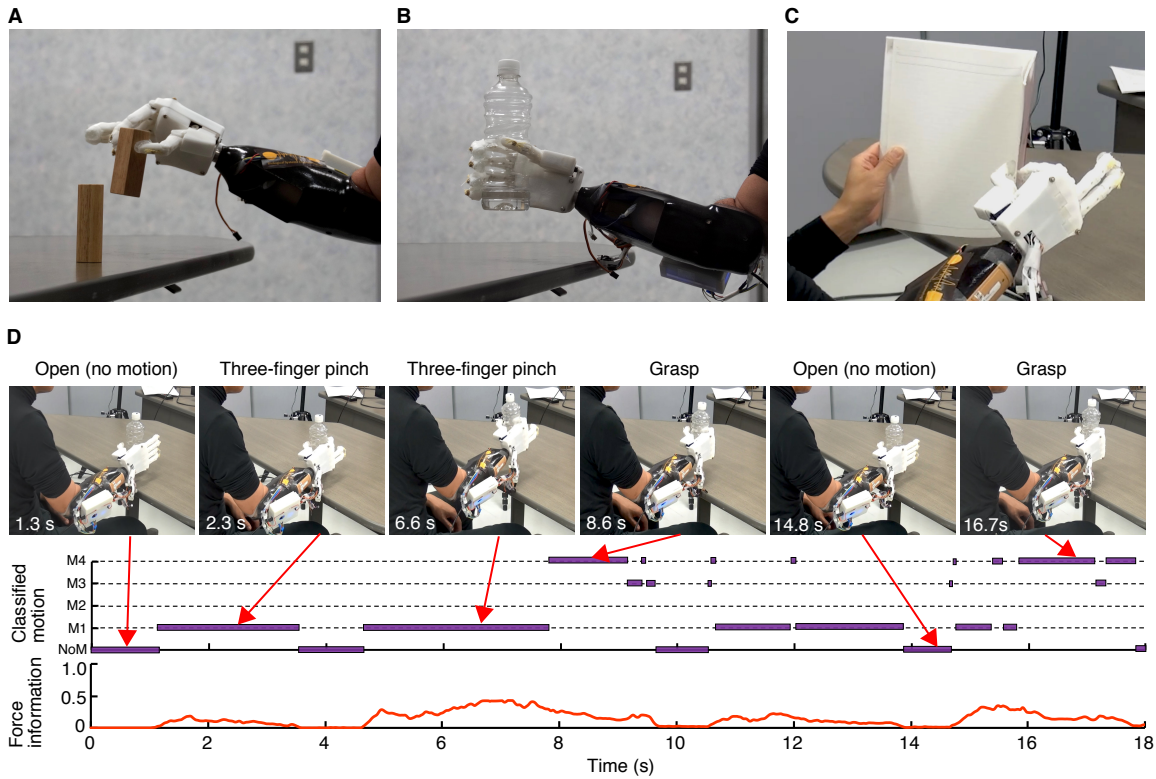 A
B
C
D
Open (no motion)
Three-finger pinch
Three-finger pinch
Grasp
Open (no motion)
Grasp
1.3 s
2.3 s
6.6 s
8.6 s
14.8 s
16.7s
Classified
motion
M4
M3
M2
M1
NoM
Force
information
1.0
0.5
0
0
2
4
6
8
10
12
14
16
18
Time (s)